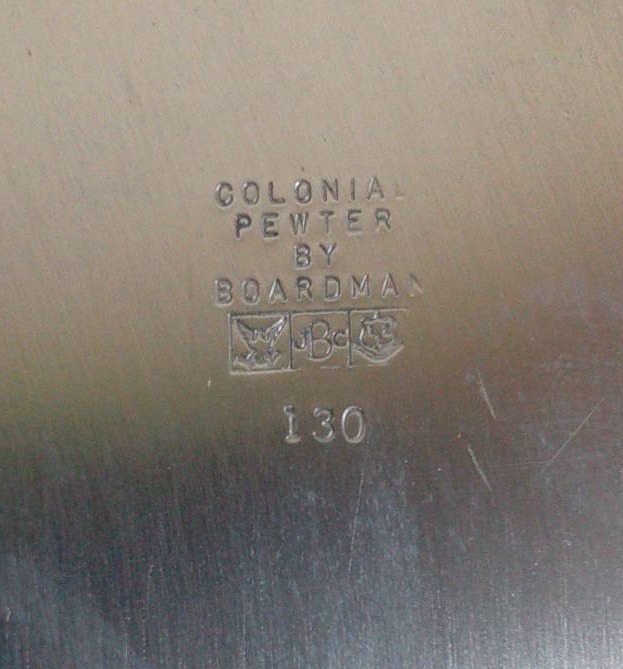 COLONIAL
PEWTER
BY
BOARDMAN
JBC
130